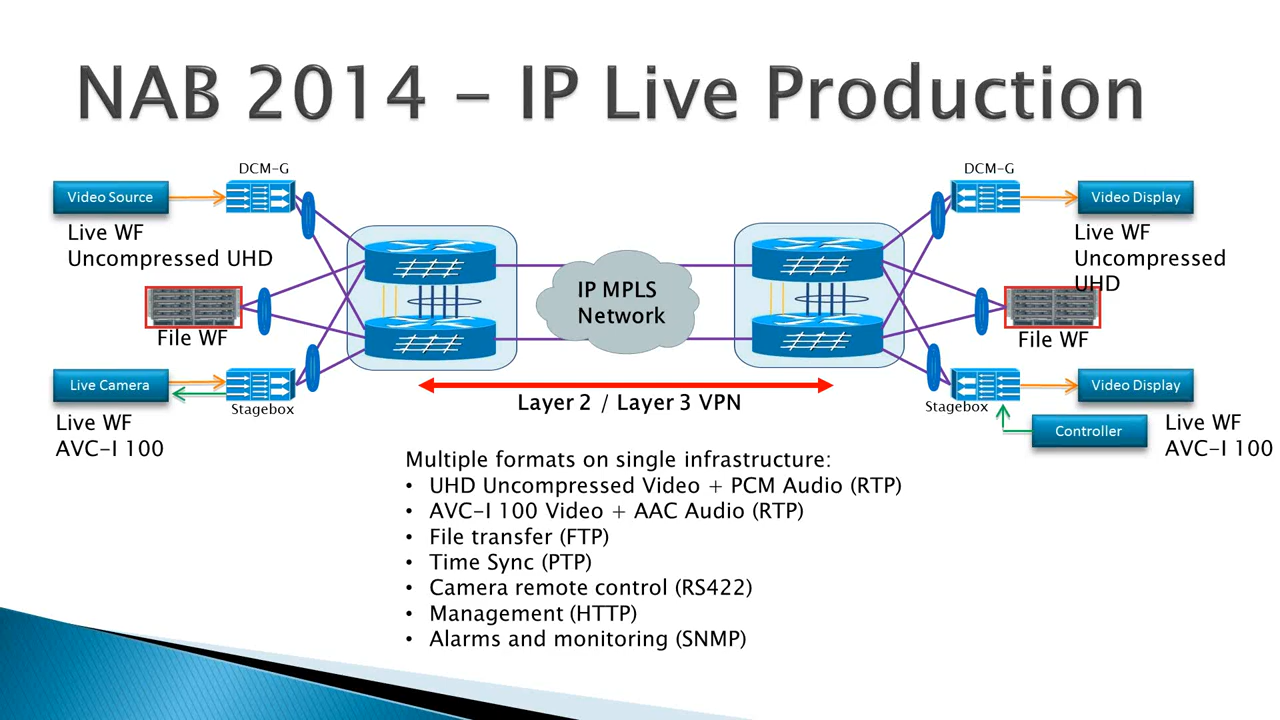 NAB 2014 - IP Live Production
DCM-G
Video Source
Live WF
Uncompressed UHD
File WF
Live Camera
Stagebox
Live WF
AVC-I 100
IP MPLS
Network
Layer 2 / Layer 3 VPN
DCM-G
Video Display
Live WF
Uncompressed
UHD
File WF
Video Display
Stagebox
Controller
Live WF
AVC-I 100
Multiple formats on single infrastructure:
• UHD Uncompressed Video + PCM Audio (RTP)
• AVC-I 100 Video + AAC Audio (RTP)
• File transfer (FTP)
• Time Sync (PTP)
• Camera remote control (RS422)
• Management (HTTP)
• Alarms and monitoring (SNMP)